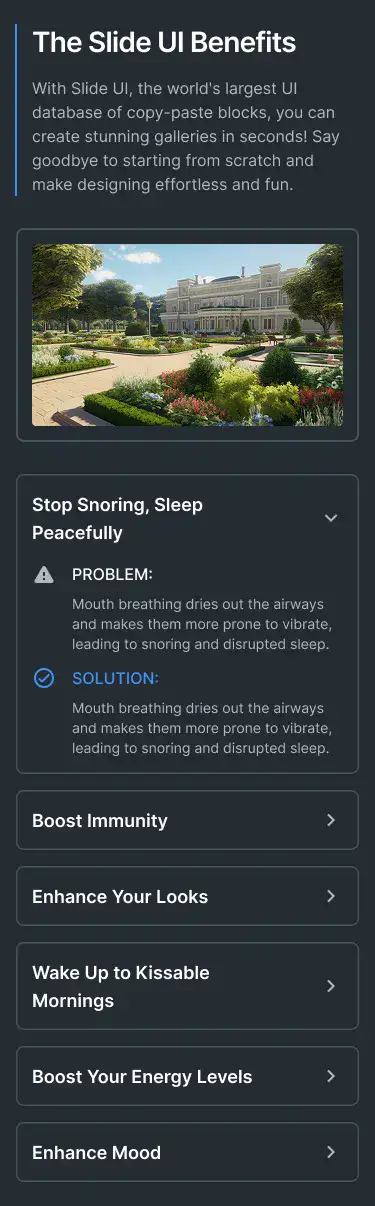 The Slide UI Benefits
With Slide UI, the world's largest UI
database of copy-paste blocks, you can
create stunning galleries in seconds! Say
goodbye to starting from scratch and
make designing effortless and fun.
Stop Snoring, Sleep
Peacefully
PROBLEM:
Mouth breathing dries out the airways
and makes them more prone to vibrate,
leading to snoring and disrupted sleep.
SOLUTION:
Mouth breathing dries out the airways
and makes them more prone to vibrate,
leading to snoring and disrupted sleep.
Boost Immunity
Enhance Your Looks
Wake Up to Kissable
Mornings
Boost Your Energy Levels
Enhance Mood